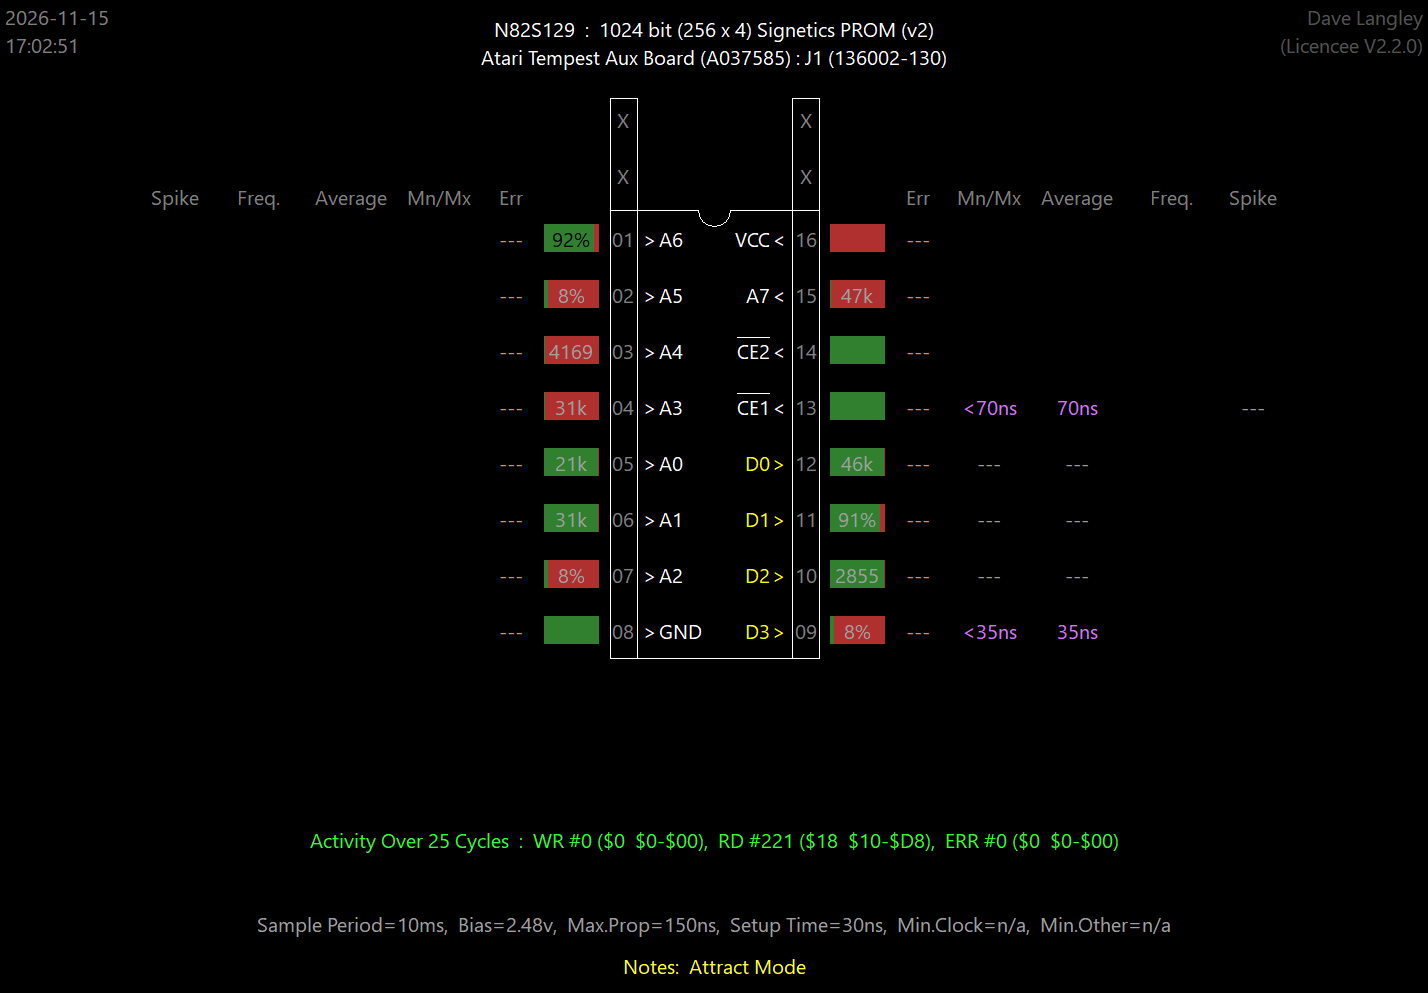 2026-11-15
17:02:51
N82S129 : 1024 bit (256 x 4) Signetics PROM (v2)
Atari Tempest Aux Board (A037585) : J1 (136002-130)
Dave Langley
(Licencee V2.2.0)
X X
X X
Spike Freq. Average Mn/Mx Err Err Mn/Mx Average Freq. Spike
--- 92% 01 > A6 VCC < 16 ---
--- 8% 02 > A5 A7 < 15 47k ---
--- 4169 03 > A4 CE2 < 14 ---
--- 31k 04 > A3 CE1 < 13 --- <70ns 70ns ---
--- 21k 05 > A0 D0 > 12 46k --- --- ---
--- 31k 06 > A1 D1 > 11 91% --- --- ---
--- 8% 07 > A2 D2 > 10 2855 --- --- ---
--- 08 > GND D3 > 09 8% --- <35ns 35ns
Activity Over 25 Cycles : WR #0 ($0 $0-$00), RD #221 ($18 $10-$D8), ERR #0 ($0 $0-$00)
Sample Period=10ms, Bias=2.48v, Max.Prop=150ns, Setup Time=30ns, Min.Clock=n/a, Min.Other=n/a
Notes: Attract Mode